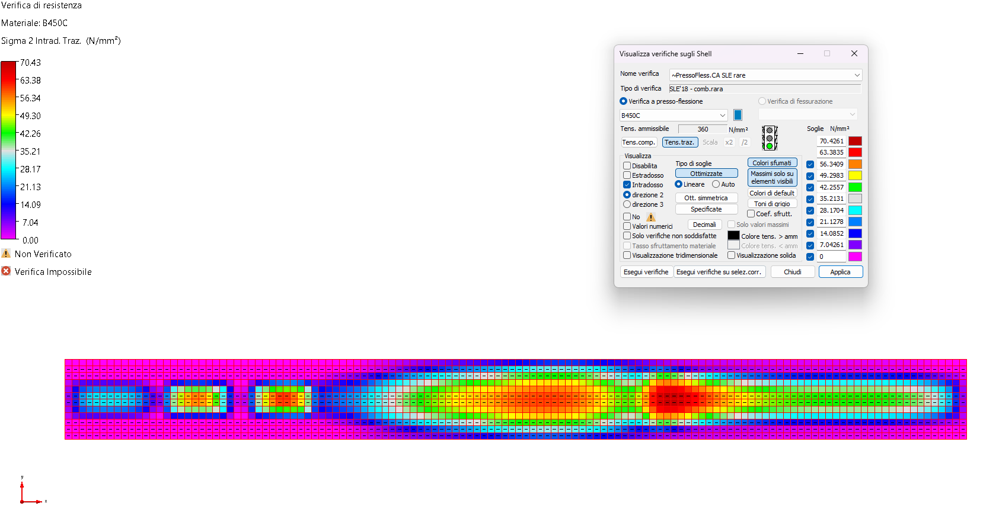 Verifica di resistenza
Materiale: B450C
Sigma 2 Intrad. Traz. (N/mm²)
70.43
63.38
56.34
49.30
42.26
35.21
28.17
21.13
14.09
7.04
0.00
Non Verificato
Verifica Impossibile
Visualizza verifiche sugli Shell
Nome verifica ~PressoFless.CA SLE rare
Tipo di verifica SLE'18 - comb.rara
Verifica a presso-flessione Verifica di fessurazione
B450C
Tens. ammissibile 360 N/mm² Soglie N/mm²
Tens.comp. Tens.traz. Scala x2 /2
70.4261
63.3835
56.3409
49.2983
42.2557
35.2131
28.1704
21.1278
14.0852
7.04261
0
Visualizza
Disabilita
Estradosso
Intradosso
direzione 2
direzione 3
No
Valori numerici
Solo verifiche non soddisfatte
Tasso sfruttamento materiale
Visualizzazione tridimensionale
Tipo di soglie
Ottimizzate
Lineare Auto
Ott. simmetrica
Specificate
Decimali
Colori sfumati
Massimi solo su
elementi visibili
Colori di default
Toni di grigio
Coef. sfrutt.
Solo valori massimi
Colore tens. > amm
Colore tens. < amm
Visualizzazione solida
Esegui verifiche Esegui verifiche su selez.corr. Chiudi Applica
y
x